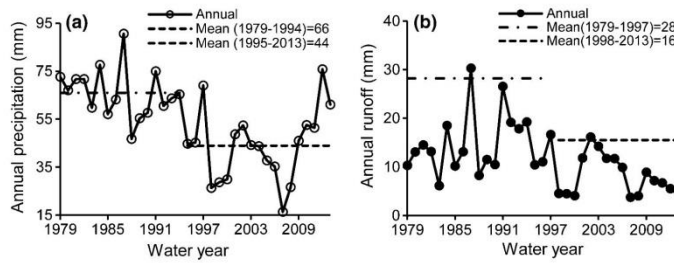 (a)
Annual
Mean (1979-1994)=66
Mean (1995-2013)=44
Annual precipitation (mm)
95
75
55
35
15
1979 1985 1991 1997 2003 2009
Water year
(b)
Annual
Mean(1979-1997)=28
Mean(1998-2013)=16
Annual runoff (mm)
40
30
20
10
0
1979 1985 1991 1997 2003 2009
Water year